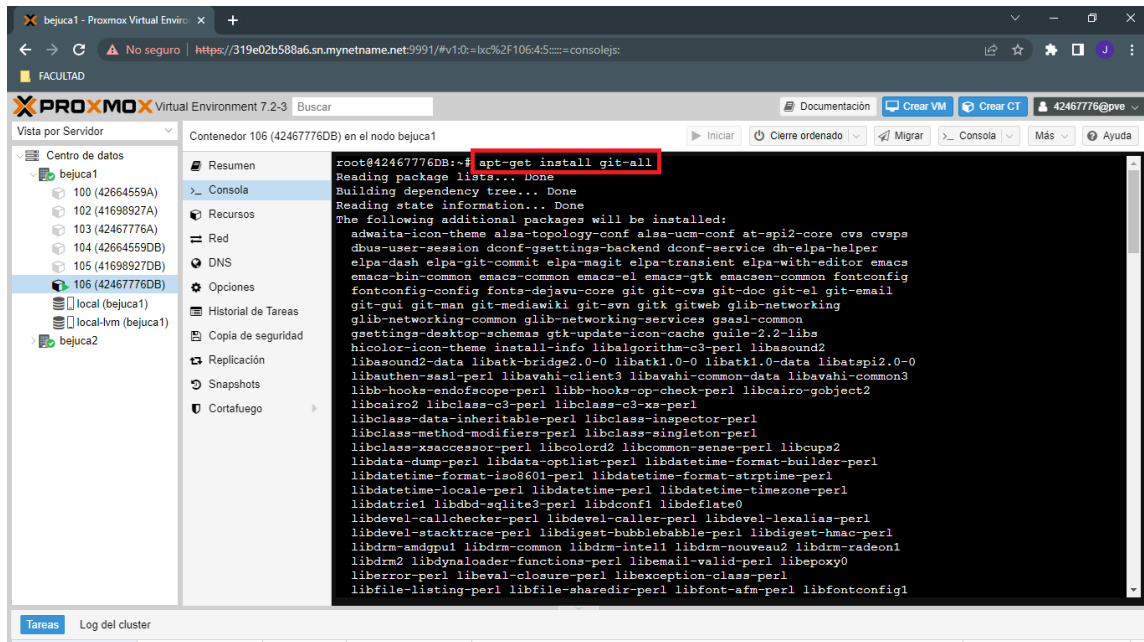 bejuca1 - Proxmox Virtual Enviro
No seguro | https://319e02b588a6.sn.mynetname.net:9991/#v1:0:=lxc%2F106:4:5:::::=consolejs:
J
FACULTAD
PROXMOX Virtual Environment 7.2-3 Buscar
Documentación Crear VM Crear CT 42467776@pve
Vista por Servidor
Contenedor 106 (42467776DB) en el nodo bejuca1
Iniciar Cierre ordenado Migrar Consola Más Ayuda
Centro de datos
bejuca1
100 (42664559A)
102 (41698927A)
103 (42467776A)
104 (42664559DB)
105 (41698927DB)
106 (42467776DB)
local (bejuca1)
local-lvm (bejuca1)
bejuca2
Resumen
>_ Consola
Recursos
Red
DNS
Opciones
Historial de Tareas
Copia de seguridad
Replicación
Snapshots
Cortafuego
root@42467776DB:~# apt-get install git-all
Reading package lists... Done
Building dependency tree... Done
Reading state information... Done
The following additional packages will be installed:
adwaita-icon-theme alsa-topology-conf alsa-ucm-conf at-spi2-core cvs cvsps
dbus-user-session dconf-gsettings-backend dconf-service dh-elpa-helper
elpa-dash elpa-git-commit elpa-magit elpa-transient elpa-with-editor emacs
emacs-bin-common emacs-common emacs-el emacs-gtk emacsen-common fontconfig
fontconfig-config fonts-dejavu-core git git-cvs git-doc git-el git-email
git-gui git-man git-mediawiki git-svn gitk gitweb glib-networking
glib-networking-common glib-networking-services gsasl-common
gsettings-desktop-schemas gtk-update-icon-cache guile-2.2-libs
hicolor-icon-theme install-info libalgorithm-c3-perl libasound2
libasound2-data libatk-bridge2.0-0 libatk1.0-0 libatk1.0-data libatspi2.0-0
libauthen-sasl-perl libavahi-client3 libavahi-common-data libavahi-common3
libb-hooks-endofscope-perl libb-hooks-op-check-perl libcairo-gobject2
libcairo2 libclass-c3-perl libclass-c3-xs-perl
libclass-data-inheritable-perl libclass-inspector-perl
libclass-method-modifiers-perl libclass-singleton-perl
libclass-xsaccessor-perl libcolord2 libcommon-sense-perl libcups2
libdata-dump-perl libdata-optlist-perl libdatetime-format-builder-perl
libdatetime-format-iso8601-perl libdatetime-format-strptime-perl
libdatetime-locale-perl libdatetime-perl libdatetime-timezone-perl
libdatrie1 libdbd-sqlite3-perl libdconf1 libdeflate0
libdevel-callchecker-perl libdevel-caller-perl libdevel-lexalias-perl
libdevel-stacktrace-perl libdigest-bubblebabble-perl libdigest-hmac-perl
libdrm-amdgpu1 libdrm-common libdrm-intel1 libdrm-nouveau2 libdrm-radeon1
libdrm2 libdynaloader-functions-perl libemail-valid-perl libepoxy0
liberror-perl libeval-closure-perl libexception-class-perl
libfile-listing-perl libfile-sharedir-perl libfont-afm-perl libfontconfig1
Tareas Log del cluster